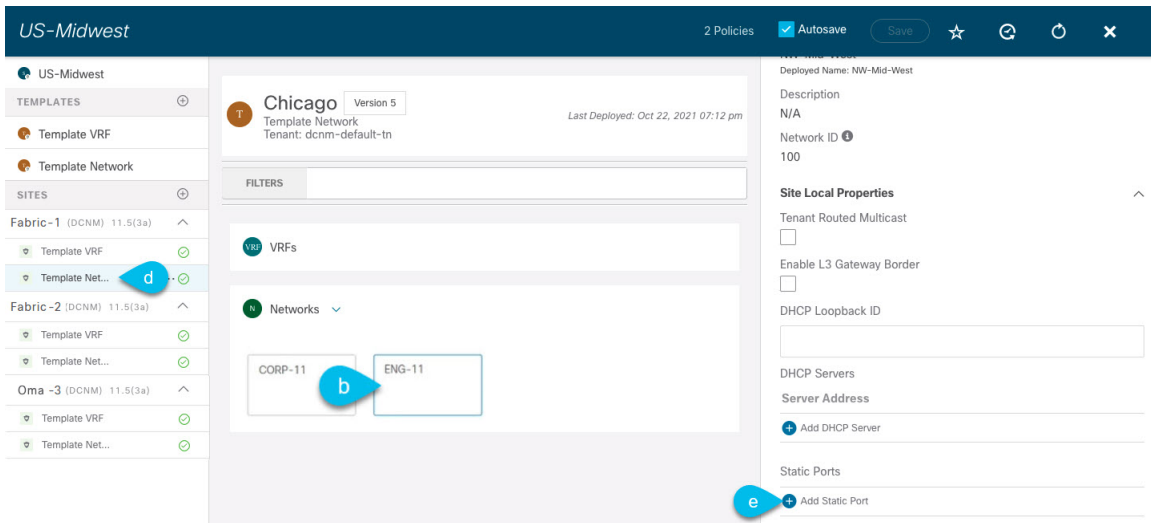 US-Midwest
2 Policies
Autosave
Save
US-Midwest
TEMPLATES
Template VRF
Template Network
SITES
Fabric-1 (DCNM) 11.5(3a)
Template VRF
Template Net...
d
Fabric-2 (DCNM) 11.5(3a)
Template VRF
Template Net...
Oma -3 (DCNM) 11.5(3a)
Template VRF
Template Net...
T
Chicago
Version 5
Template Network
Tenant: dcnm-default-tn
Last Deployed: Oct 22, 2021 07:12 pm
FILTERS
VRF VRFs
N Networks
CORP-11
b
ENG-11
NW-Mid-West
Deployed Name: NW-Mid-West
Description
N/A
Network ID
100
Site Local Properties
Tenant Routed Multicast
Enable L3 Gateway Border
DHCP Loopback ID
DHCP Servers
Server Address
Add DHCP Server
Static Ports
e
Add Static Port